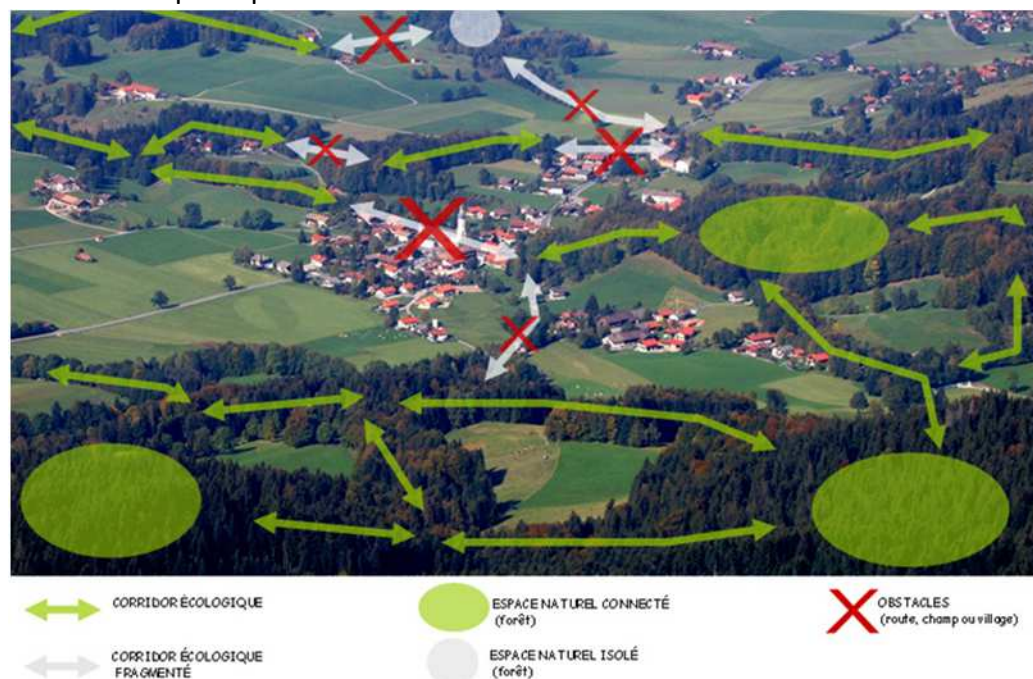 CORRIDOR ÉCOLOGIQUE
ESPACE NATUREL CONNECTÉ
(forêt)
OBSTACLES
(route, champ ou village)
CORRIDOR ÉCOLOGIQUE
FRAGMENTÉ
ESPACE NATUREL ISOLÉ
(forêt)